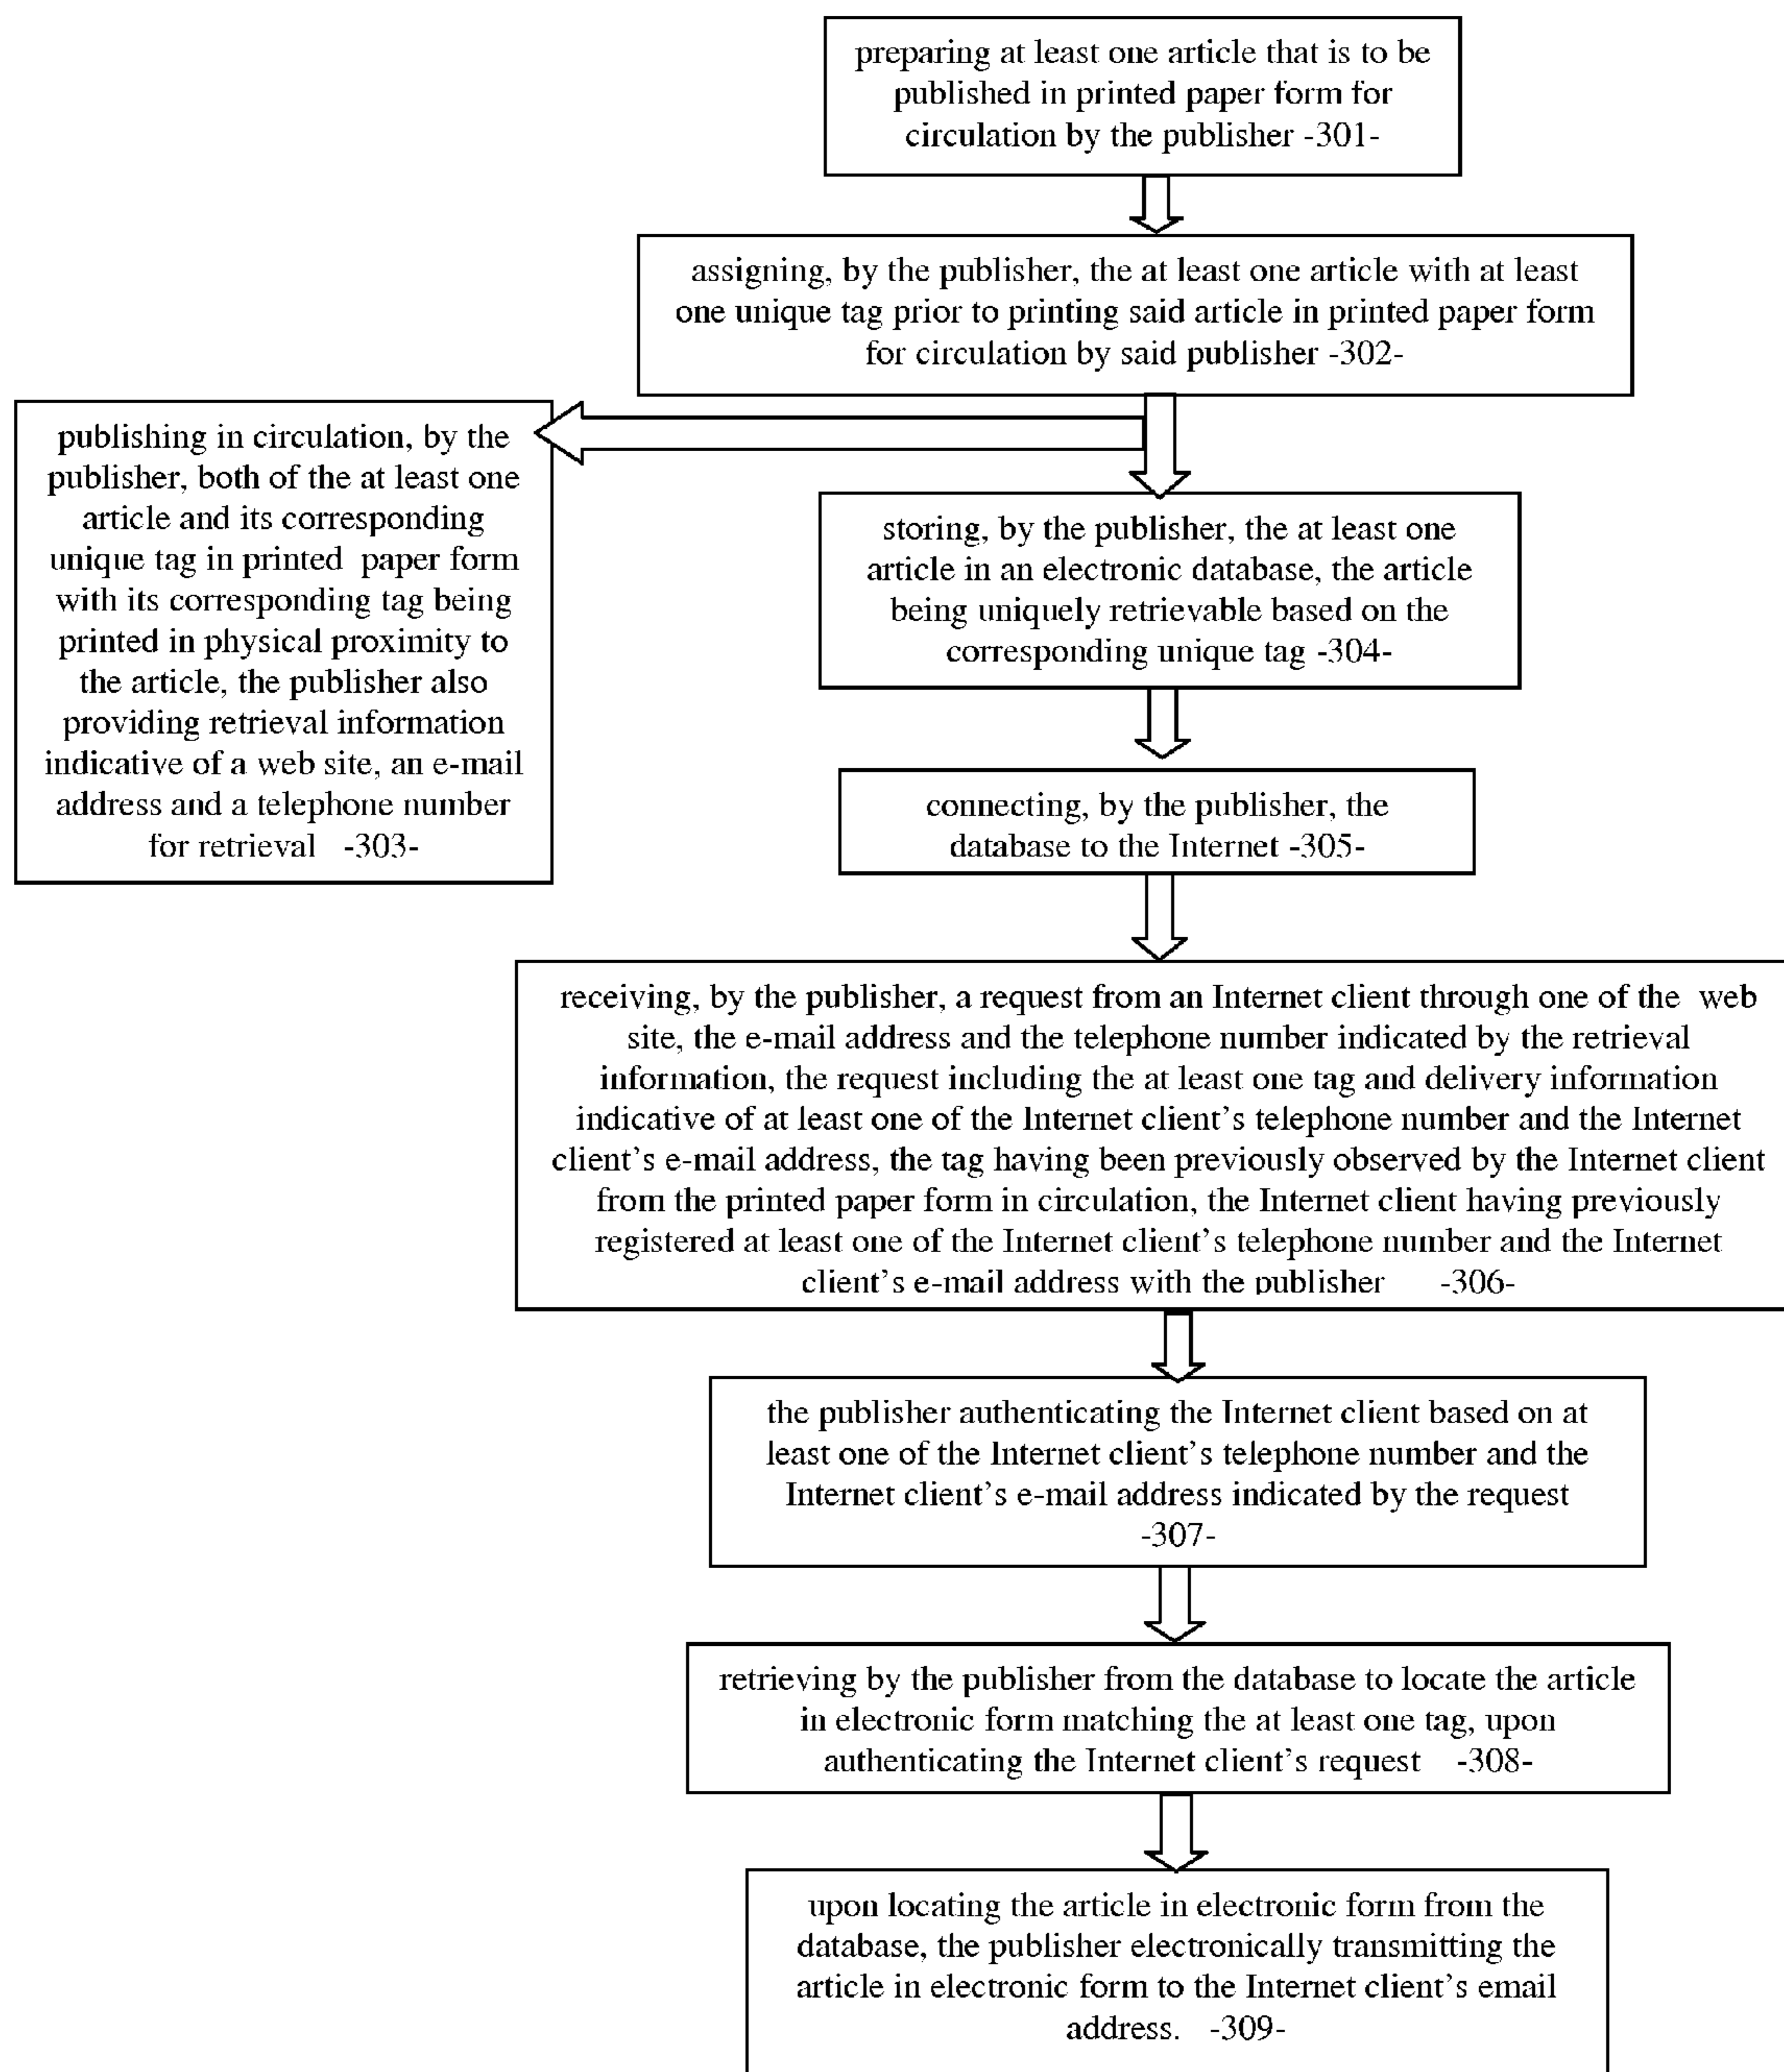 preparing at least one article that is to be
published in printed paper form for
circulation by the publisher -301-
assigning, by the publisher, the at least one article with at least
one unique tag prior to printing said article in printed paper form
for circulation by said publisher -302-
publishing in circulation, by the
publisher, both of the at least one
article and its corresponding
unique tag in printed paper form
with its corresponding tag being
printed in physical proximity to
the article, the publisher also
providing retrieval information
indicative of a web site, an e-mail
address and a telephone number
for retrieval -303-
storing, by the publisher, the at least one
article in an electronic database, the article
being uniquely retrievable based on the
corresponding unique tag -304-
connecting, by the publisher, the
database to the Internet -305-
receiving, by the publisher, a request from an Internet client through one of the web
site, the e-mail address and the telephone number indicated by the retrieval
information, the request including the at least one tag and delivery information
indicative of at least one of the Internet client's telephone number and the Internet
client's e-mail address, the tag having been previously observed by the Internet client
from the printed paper form in circulation, the Internet client having previously
registered at least one of the Internet client's telephone number and the Internet
client's e-mail address with the publisher -306-
the publisher authenticating the Internet client based on at
least one of the Internet client's telephone number and the
Internet client's e-mail address indicated by the request
-307-
retrieving by the publisher from the database to locate the article
in electronic form matching the at least one tag, upon
authenticating the Internet client's request -308-
upon locating the article in electronic form from the
database, the publisher electronically transmitting the
article in electronic form to the Internet client's email
address. -309-